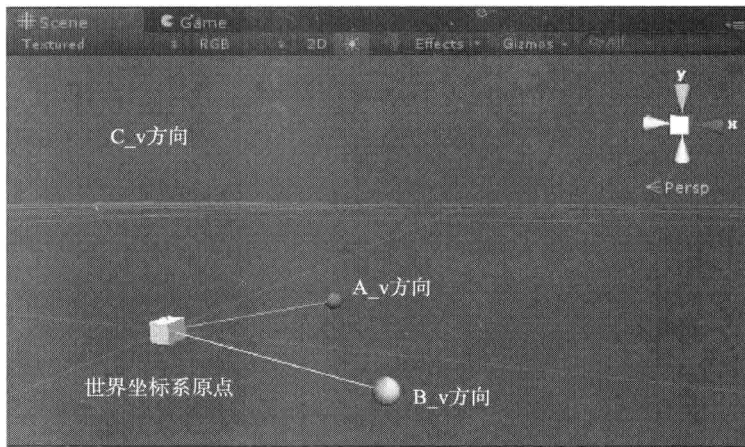 Scene Game
Textured RGB 2D Effects Gizmos
y
x
Persp
C_v方向
A_v方向
世界坐标系原点
B_v方向